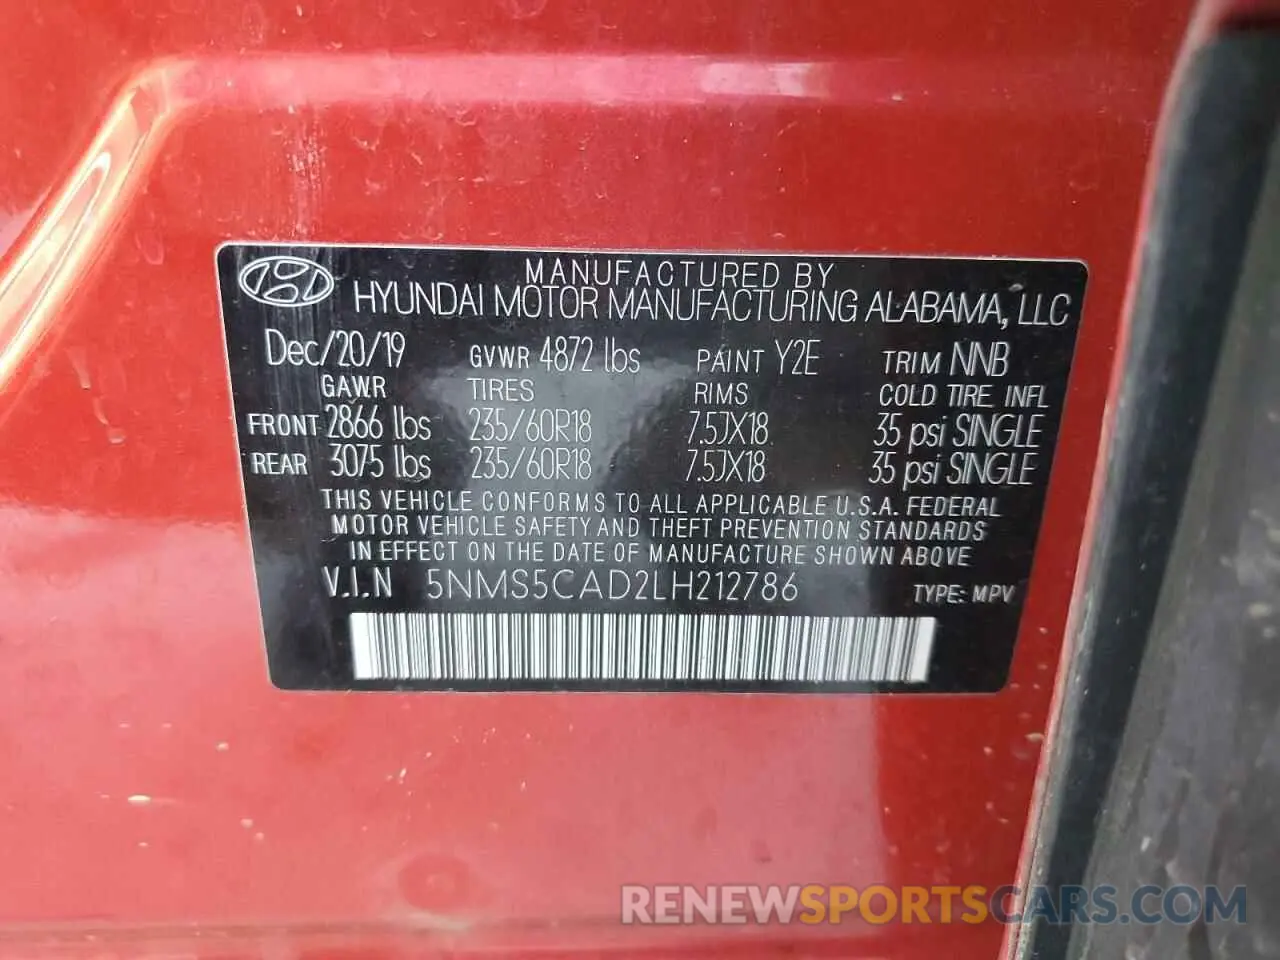 MANUFACTURED BY
HYUNDAI MOTOR MANUFACTURING ALABAMA, LLC
Dec/20/19 GVWR 4872 lbs PAINT Y2E TRIM NNB
GAWR TIRES RIMS COLD TIRE INFL
FRONT 2866 lbs 235/60R18 7.5JX18 35 psi SINGLE
REAR 3075 lbs 235/60R18 7.5JX18 35 psi SINGLE
THIS VEHICLE CONFORMS TO ALL APPLICABLE U.S.A. FEDERAL
MOTOR VEHICLE SAFETY AND THEFT PREVENTION STANDARDS
IN EFFECT ON THE DATE OF MANUFACTURE SHOWN ABOVE
V.I.N 5NMS5CAD2LH212786 TYPE: MPV
RENEWSPORTSCARS.COM